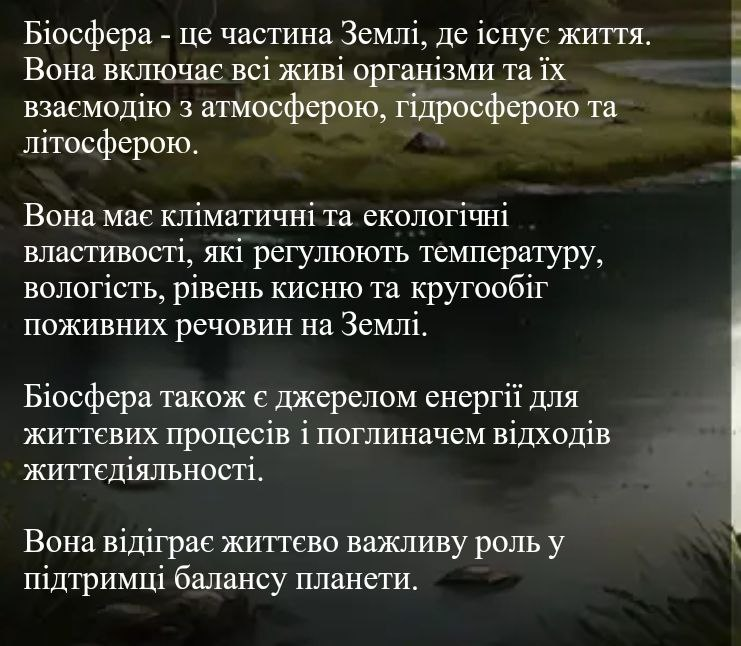 Біосфера - це частина Землі, де існує життя.
Вона включає всі живі організми та їх
взаємодію з атмосферою, гідросферою та
літосферою.
Вона має кліматичні та екологічні
властивості, які регулюють температуру,
вологість, рівень кисню та кругообіг
поживних речовин на Землі.
Біосфера також є джерелом енергії для
життєвих процесів і поглиначем відходів
життєдіяльності.
Вона відіграє життєво важливу роль у
підтримці балансу планети.